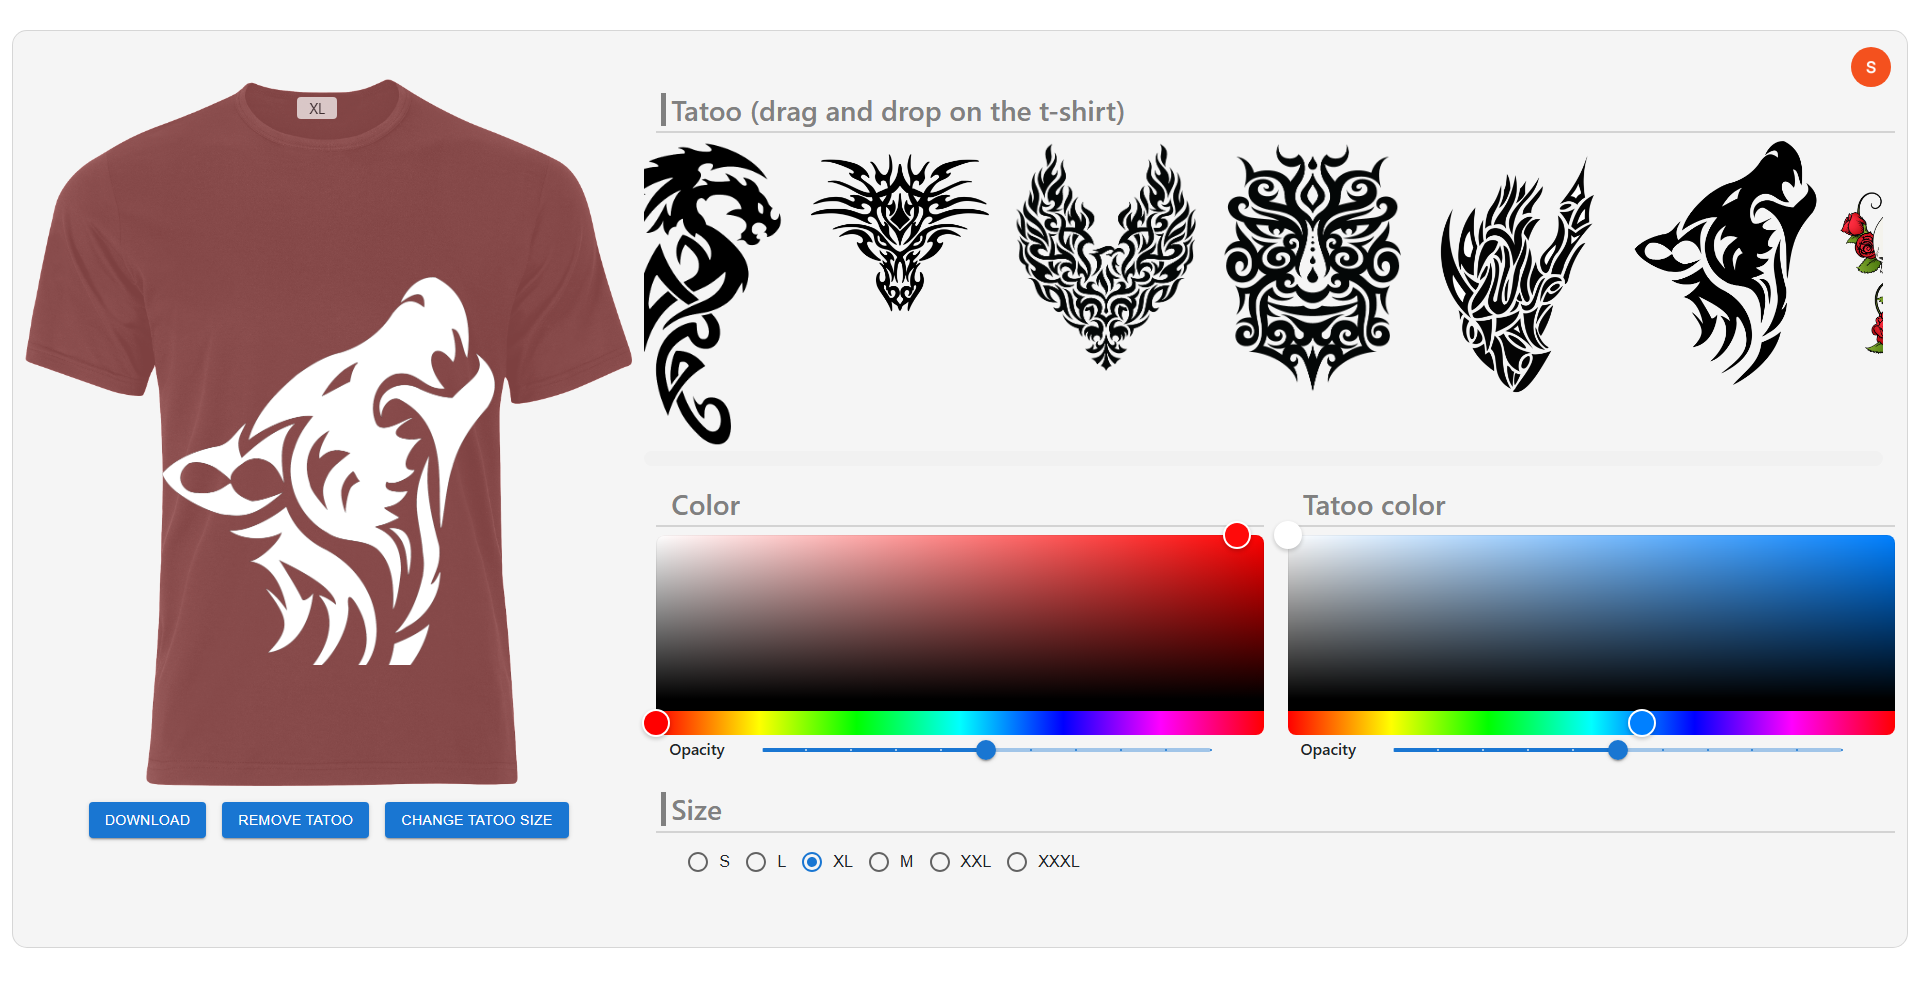 S
XL
Tatoo (drag and drop on the t-shirt)
Color
Tatoo color
Opacity
Opacity
DOWNLOAD
REMOVE TATOO
CHANGE TATOO SIZE
Size
S L XL M XXL XXXL